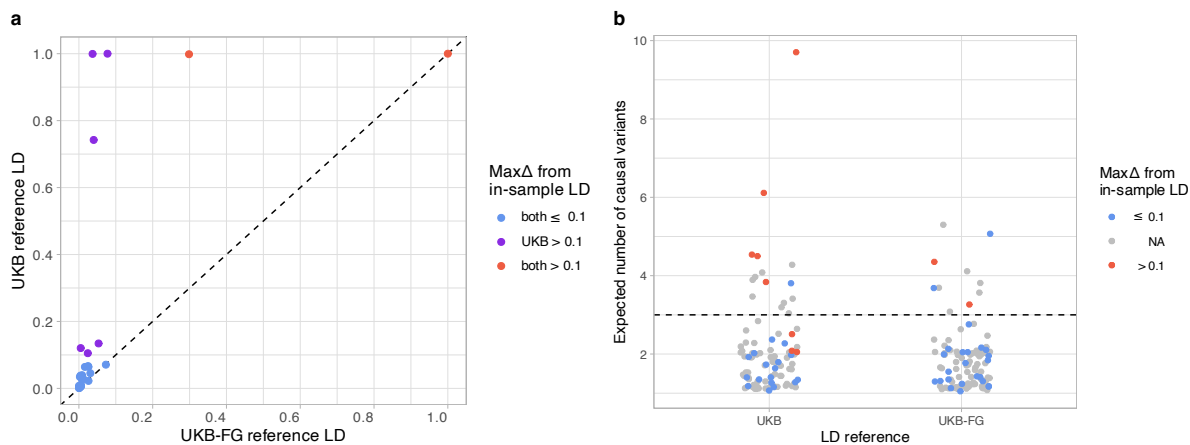 a
1.0
0.8
0.6
0.4
0.2
0.0
UKB reference LD
0.0
0.2
0.4
0.6
0.8
1.0
UKB-FG reference LD
MaxΔ from
in-sample LD
both ≤ 0.1
UKB > 0.1
both > 0.1
b
10
8
6
4
2
Expected number of causal variants
UKB
UKB-FG
LD reference
MaxΔ from
in-sample LD
≤ 0.1
NA
> 0.1